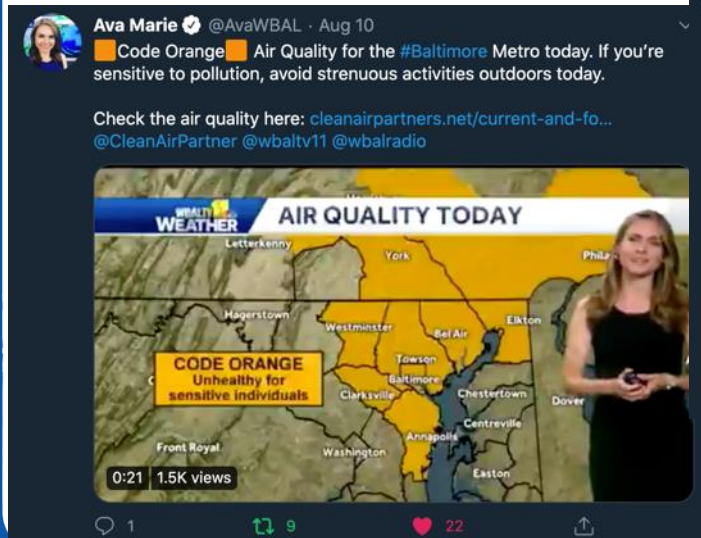 Ava Marie @AvaWBAL · Aug 10
Code Orange Air Quality for the #Baltimore Metro today. If you're
sensitive to pollution, avoid strenuous activities outdoors today.
Check the air quality here: cleanairpartners.net/current-and-fo...
@CleanAirPartner @wbaltv11 @wbalradio
WBALTV
WEATHER
AIR QUALITY TODAY
Letterkenny
York
Phila
Hagerstown
Westminster
Bel Air
Elkton
CODE ORANGE
Unhealthy for
sensitive individuals
Towson
Baltimore
Clarksville
Chestertown
Dover
Centreville
Annapolis
Front Royal
Washington
Easton
0:21 1.5K views
1 9 22